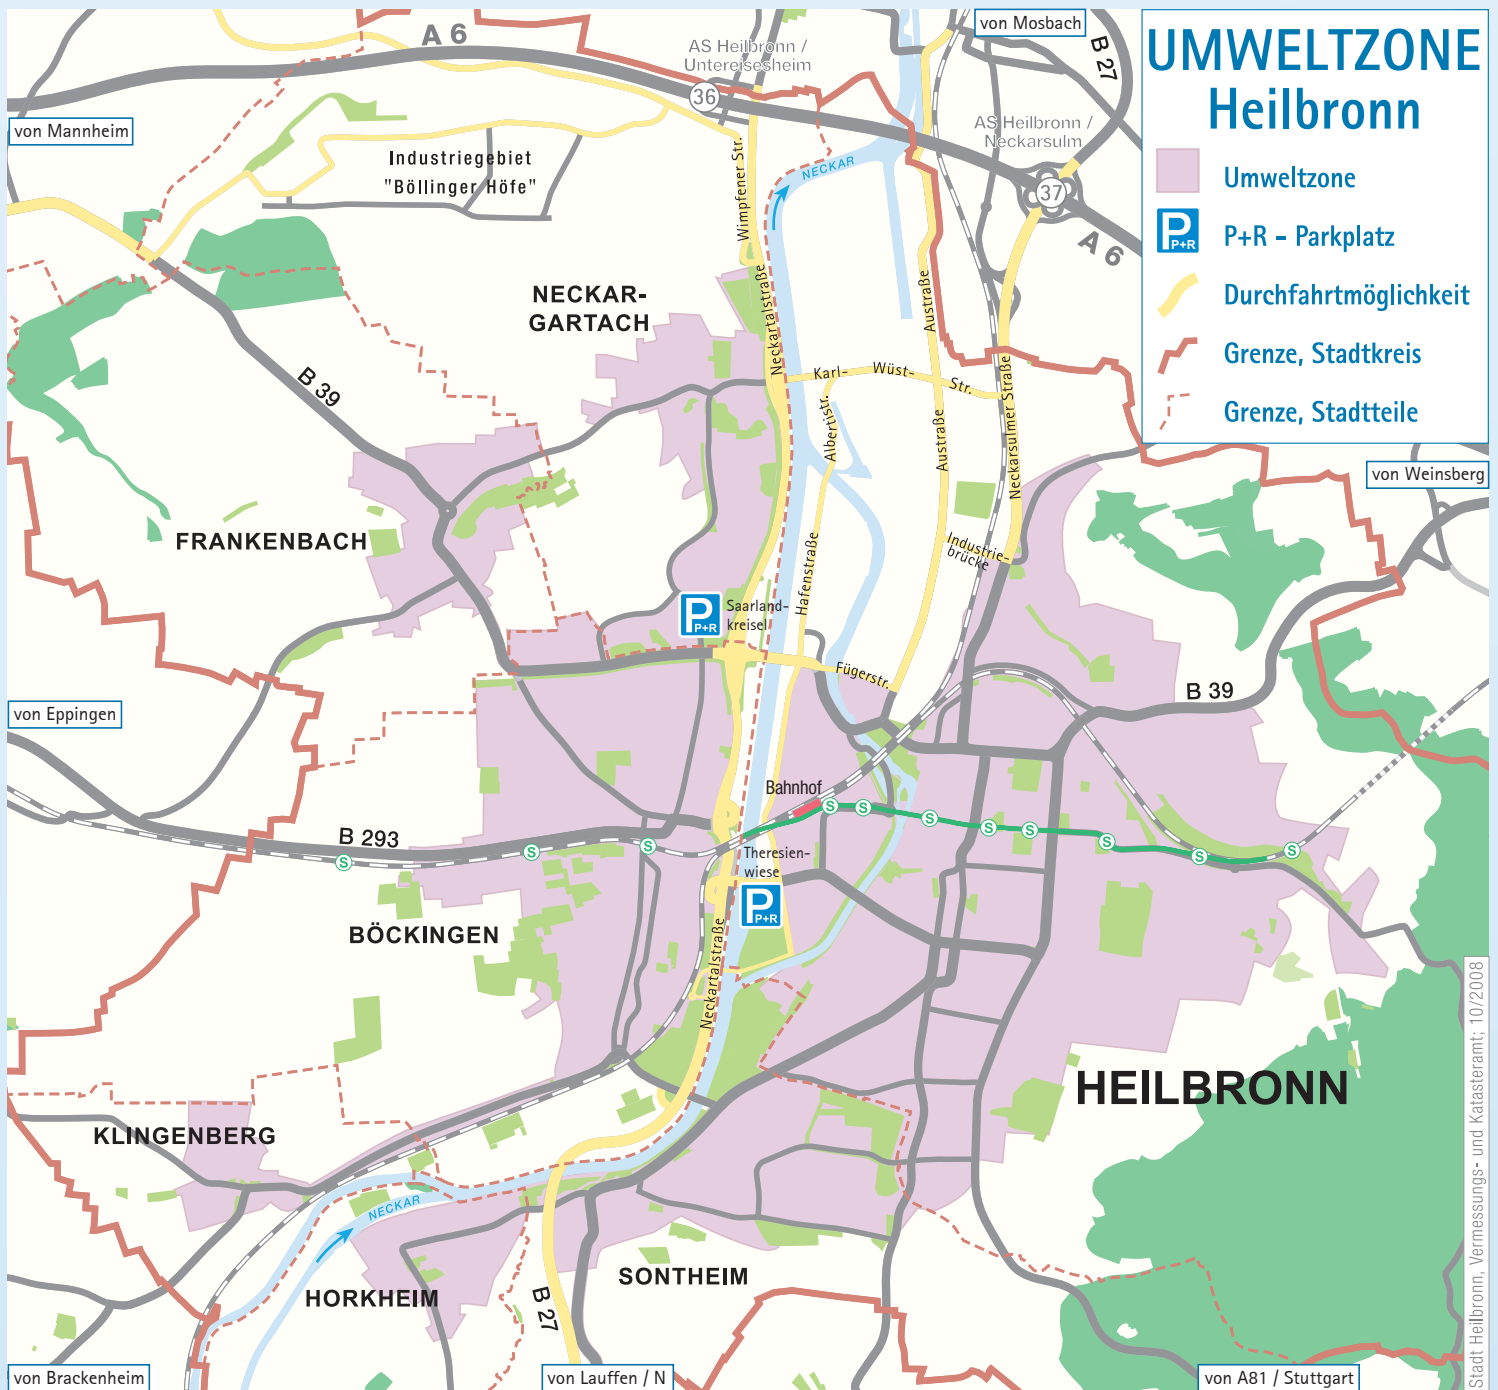 UMWELTZONE
Heilbronn
Umweltzone
P
P+R
P+R - Parkplatz
Durchfahrtmöglichkeit
Grenze, Stadtkreis
Grenze, Stadtteile
von Mosbach
A 6
AS Heilbronn /
Untereisesheim
36
B 27
von Mannheim
AS Heilbronn /
Neckarsulm
37
A 6
Industriegebiet
"Böllinger Höfe"
Wimpfener Str.
NECKAR
NECKAR-
GARTACH
Neckartalstraße
Austraße
Karl-
Wüst-
Str.
B 39
Albertistr.
Austraße
Neckarsulmer Straße
von Weinsberg
FRANKENBACH
Industrie-
brücke
Hafenstraße
P
P+R
Saarland-
kreisel
Fügerstr.
B 39
von Eppingen
Bahnhof
B 293
S
S
S
S
S
S
S
S
S
S
S
Theresien-
wiese
P
P+R
BÖCKINGEN
Neckartalstraße
HEILBRONN
KLINGENBERG
NECKAR
HORKHEIM
SONTHEIM
B 27
von Brackenheim
von Lauffen / N
von A81 / Stuttgart
Stadt Heilbronn, Vermessungs- und Katasteramt; 10/2008